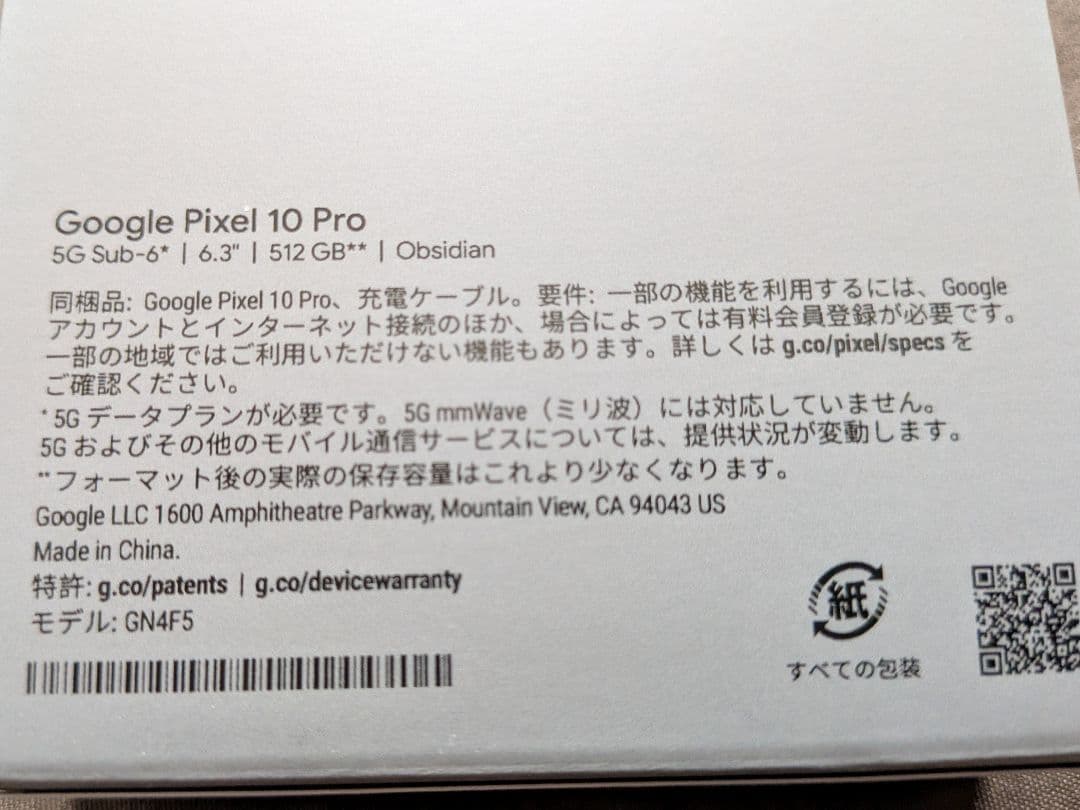 Google Pixel 10 Pro
5G Sub-6* | 6.3" | 512 GB** | Obsidian
同梱品: Google Pixel 10 Pro、充電ケーブル。要件: 一部の機能を利用するには、Google
アカウントとインターネット接続のほか、場合によっては有料会員登録が必要です。
一部の地域ではご利用いただけない機能もあります。詳しくは g.co/pixel/specs を
ご確認ください。
*5G データプランが必要です。5G mmWave（ミリ波）には対応していません。
5G およびその他のモバイル通信サービスについては、提供状況が変動します。
**フォーマット後の実際の保存容量はこれより少なくなります。
Google LLC 1600 Amphitheatre Parkway, Mountain View, CA 94043 US
Made in China.
特許: g.co/patents | g.co/devicewarranty
モデル: GN4F5
紙
すべての包装